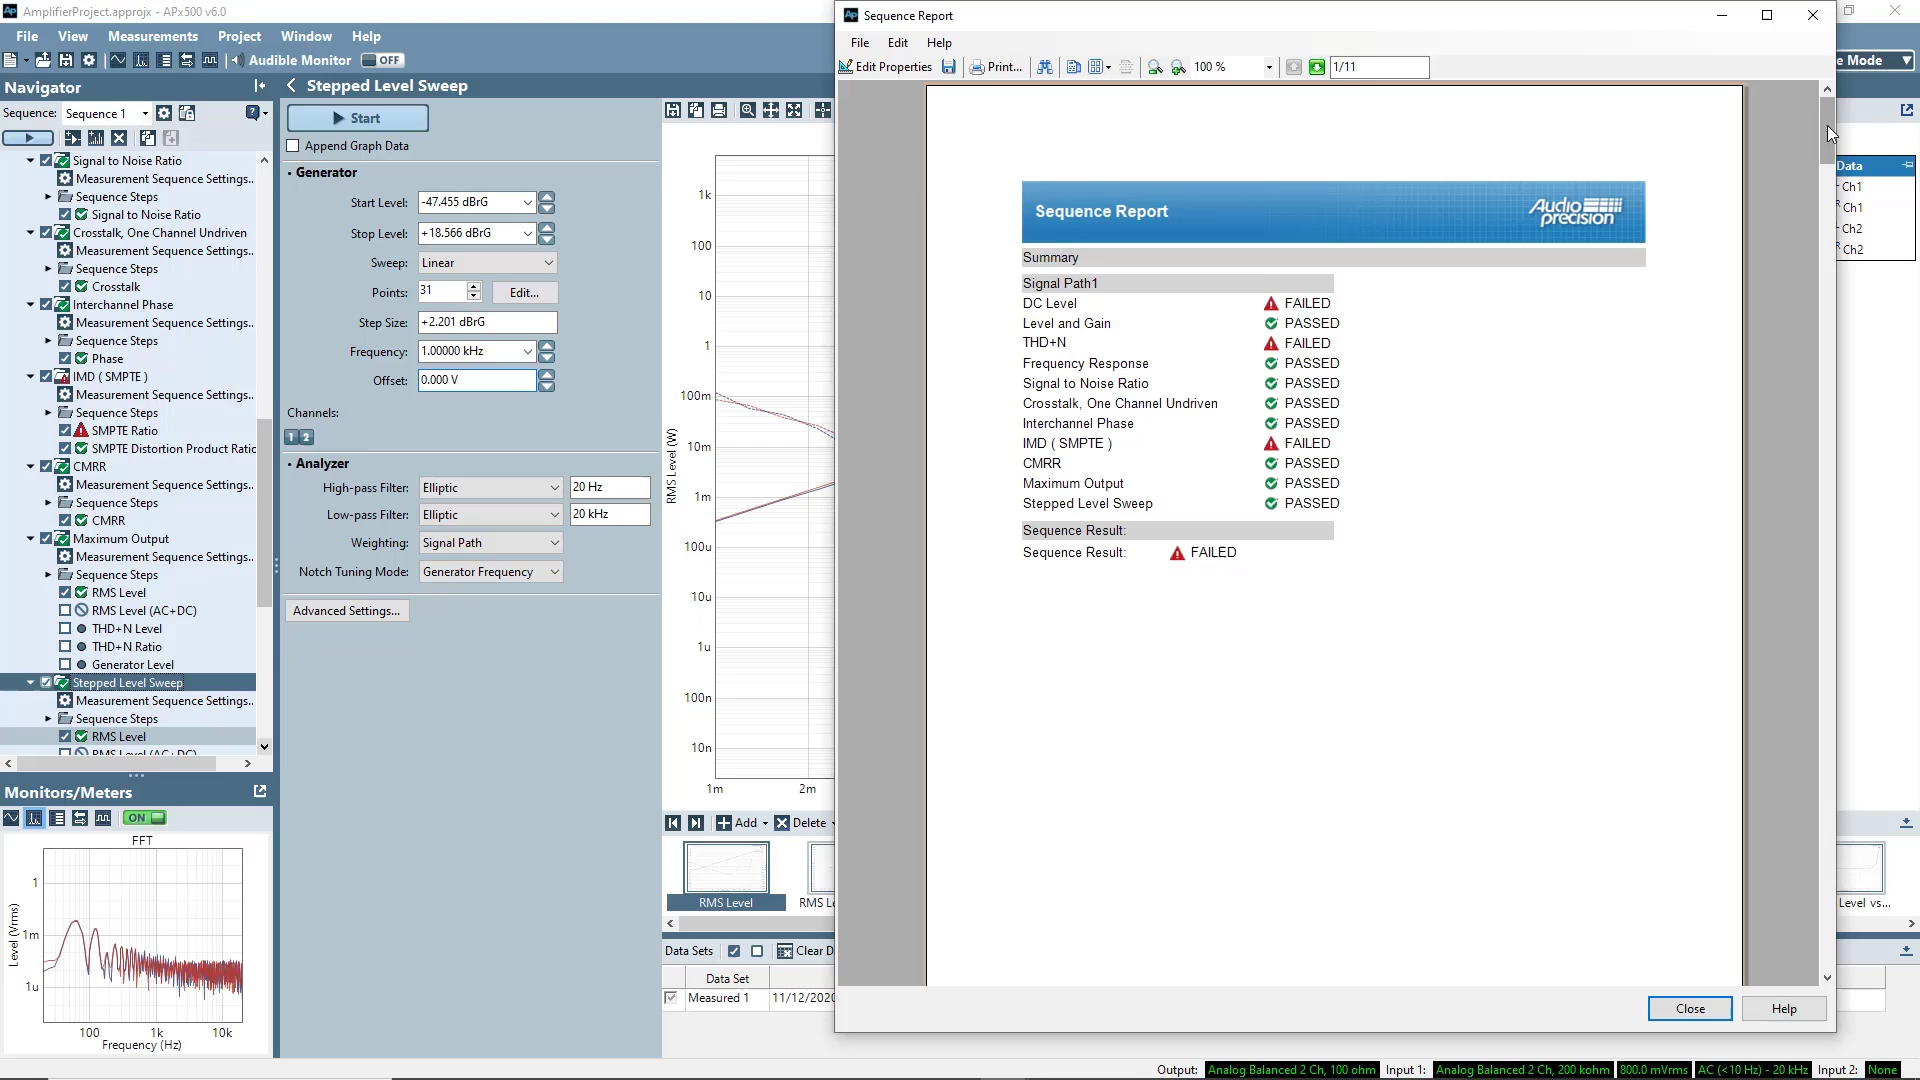 AmplifierProject.approjx - APx500 v6.0
File View Measurements Project Window Help
Audible Monitor OFF
Navigator
Sequence: Sequence 1
Signal to Noise Ratio
Measurement Sequence Settings..
Sequence Steps
Signal to Noise Ratio
Crosstalk, One Channel Undriven
Measurement Sequence Settings..
Sequence Steps
Crosstalk
Interchannel Phase
Measurement Sequence Settings..
Sequence Steps
Phase
IMD ( SMPTE )
Measurement Sequence Settings..
Sequence Steps
SMPTE Ratio
SMPTE Distortion Product Ratio
CMRR
Measurement Sequence Settings..
Sequence Steps
CMRR
Maximum Output
Measurement Sequence Settings..
Sequence Steps
RMS Level
RMS Level (AC+DC)
THD+N Level
THD+N Ratio
Generator Level
Stepped Level Sweep
Measurement Sequence Settings..
Sequence Steps
RMS Level
RMS Level (AC+DC)
Monitors/Meters
ON
FFT
1
1m
1u
Level (Vrms)
100 1k 10k
Frequency (Hz)
Stepped Level Sweep
Start
Append Graph Data
Generator
Start Level: -47.455 dBrG
Stop Level: +18.566 dBrG
Sweep: Linear
Points: 31 Edit...
Step Size: +2.201 dBrG
Frequency: 1.00000 kHz
Offset: 0.000 V
Channels:
1 2
Analyzer
High-pass Filter: Elliptic 20 Hz
Low-pass Filter: Elliptic 20 kHz
Weighting: Signal Path
Notch Tuning Mode: Generator Frequency
Advanced Settings...
1k
100
10
1
100m
10m
1m
100u
10u
1u
100n
10n
RMS Level (W)
1m 2m
Add Delete
RMS Level RMS Le
Data Sets Clear D
Data Set
Measured 1 11/12/2020
Sequence Report
File Edit Help
Edit Properties Print... 100 % 1/11
Sequence Report Audio precision
Summary
Signal Path1
DC Level FAILED
Level and Gain PASSED
THD+N FAILED
Frequency Response PASSED
Signal to Noise Ratio PASSED
Crosstalk, One Channel Undriven PASSED
Interchannel Phase PASSED
IMD ( SMPTE ) FAILED
CMRR PASSED
Maximum Output PASSED
Stepped Level Sweep PASSED
Sequence Result:
Sequence Result: FAILED
Close Help
e Mode
Data
Ch1
Ch1
Ch2
Ch2
Level vs...
Output: Analog Balanced 2 Ch, 100 ohm Input 1: Analog Balanced 2 Ch, 200 kohm 800.0 mVrms AC (<10 Hz) - 20 kHz Input 2: None